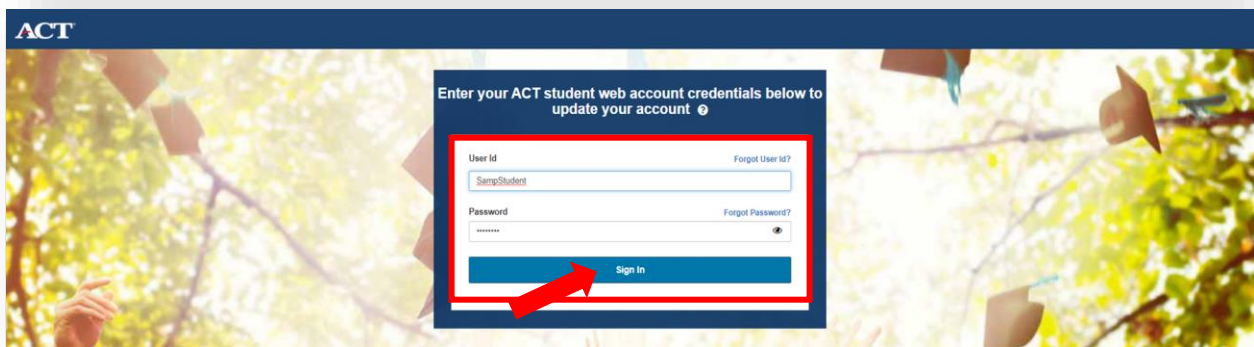 ACT
Enter your ACT student web account credentials below to
update your account ?
User Id Forgot User Id?
SampStudent
Password Forgot Password?
········
Sign In